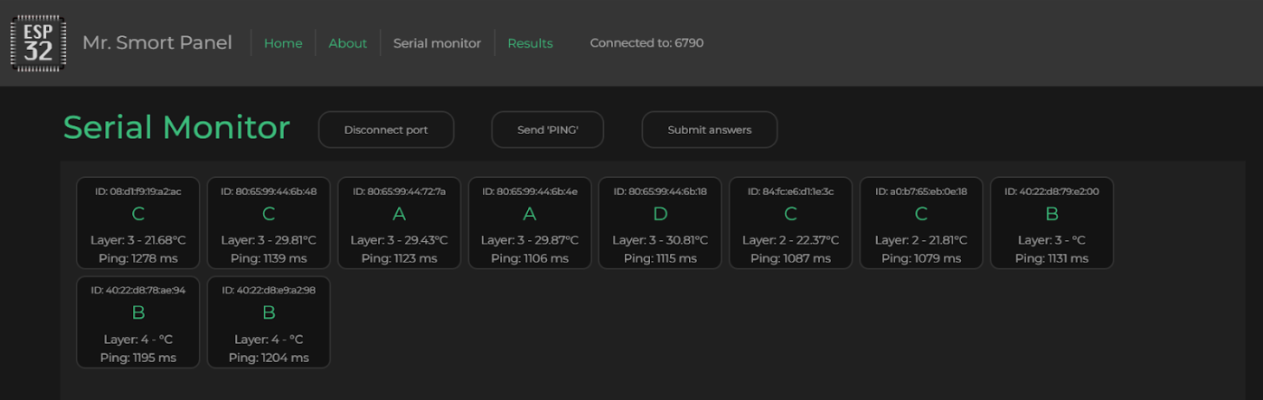 ESP
32
Mr. Smort Panel Home About Serial monitor Results Connected to: 6790
Serial Monitor Disconnect port Send 'PING' Submit answers
ID: 08:d1:f9:19:a2:ac
C
Layer: 3 - 21.68°C
Ping: 1278 ms
ID: 80:65:99:44:6b:48
C
Layer: 3 - 29.81°C
Ping: 1139 ms
ID: 80:65:99:44:72:7a
A
Layer: 3 - 29.43°C
Ping: 1123 ms
ID: 80:65:99:44:6b:4e
A
Layer: 3 - 29.87°C
Ping: 1106 ms
ID: 80:65:99:44:6b:18
D
Layer: 3 - 30.81°C
Ping: 1115 ms
ID: 84:fc:e6:d1:1e:3c
C
Layer: 2 - 22.37°C
Ping: 1087 ms
ID: a0:b7:65:eb:0e:18
C
Layer: 2 - 21.81°C
Ping: 1079 ms
ID: 40:22:d8:79:e2:00
B
Layer: 3 - °C
Ping: 1131 ms
ID: 40:22:d8:78:ae:94
B
Layer: 4 - °C
Ping: 1195 ms
ID: 40:22:d8:e9:a2:98
B
Layer: 4 - °C
Ping: 1204 ms